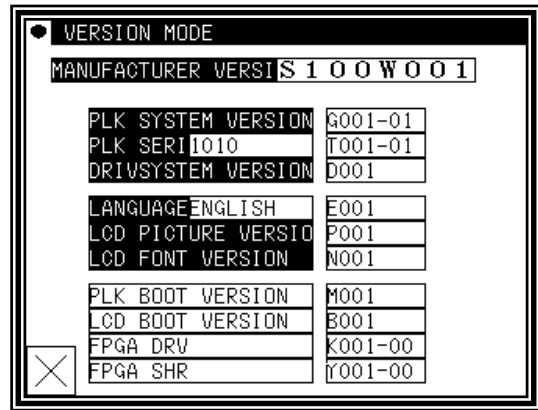 VERSION MODE
MANUFACTURER VERSI S100W001
PLK SYSTEM VERSION G001-01
PLK SERI 1010 T001-01
DRIVSYSTEM VERSION D001
LANGUAGE ENGLISH E001
LCD PICTURE VERSIO P001
LCD FONT VERSION N001
PLK BOOT VERSION M001
LCD BOOT VERSION B001
FPGA DRV K001-00
FPGA SHR Y001-00